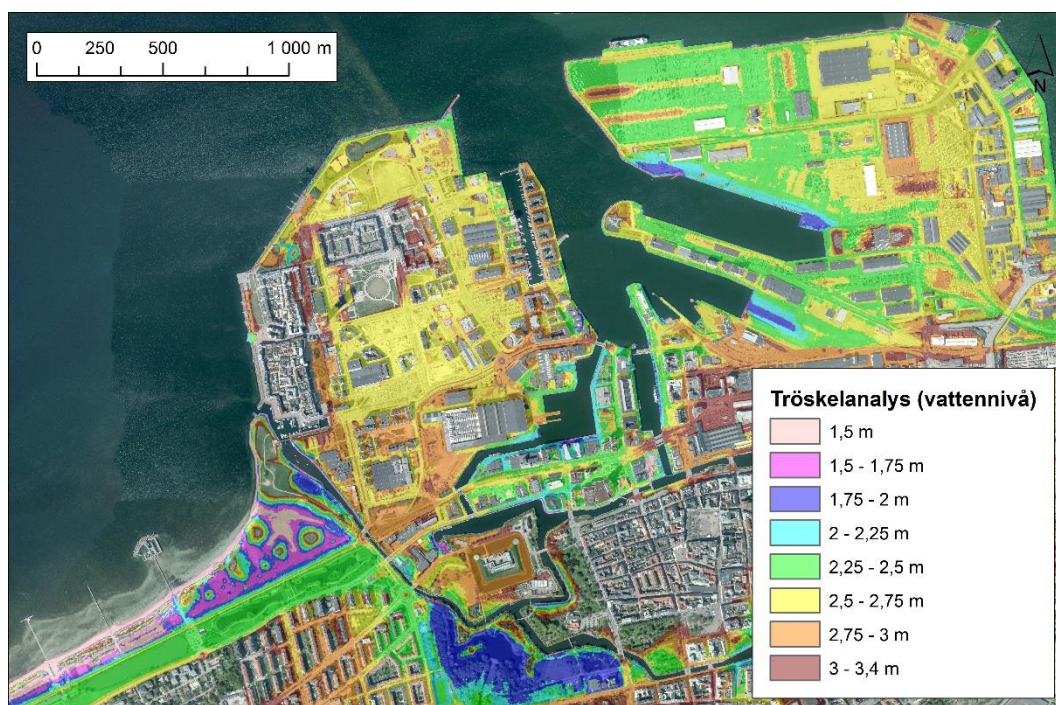 0 250 500 1 000 m
N
Tröskelanalys (vattennivå)
1,5 m
1,5 - 1,75 m
1,75 - 2 m
2 - 2,25 m
2,25 - 2,5 m
2,5 - 2,75 m
2,75 - 3 m
3 - 3,4 m